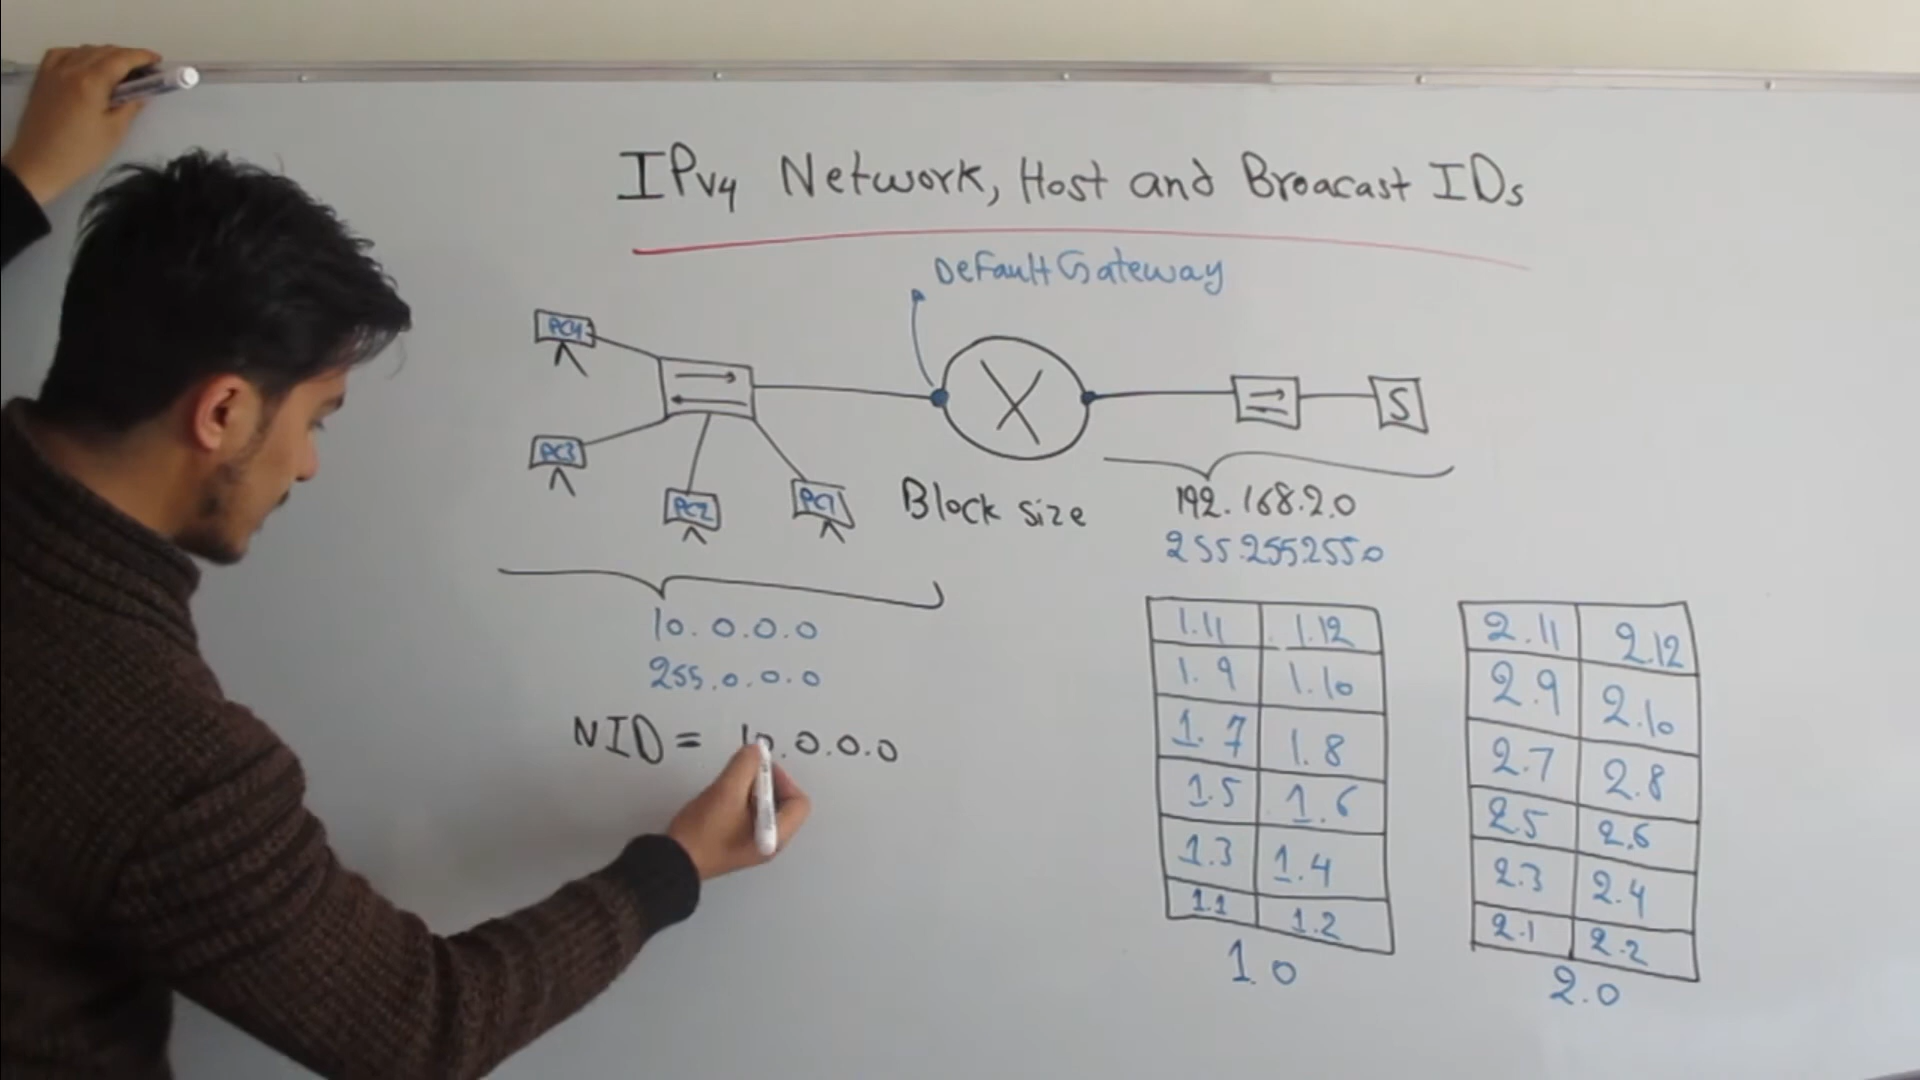 IPv4 Network, Host and Broacast IDs
Default Gateway
PC4
PC3
PC2
PC1
S
Block size
192.168.2.0
255.255.255.0
10.0.0.0
255.0.0.0
NID = 10.0.0.0
1.11 1.12
1.9 1.10
1.7 1.8
1.5 1.6
1.3 1.4
1.1 1.2
1.0
2.11 2.12
2.9 2.10
2.7 2.8
2.5 2.6
2.3 2.4
2.1 2.2
2.0